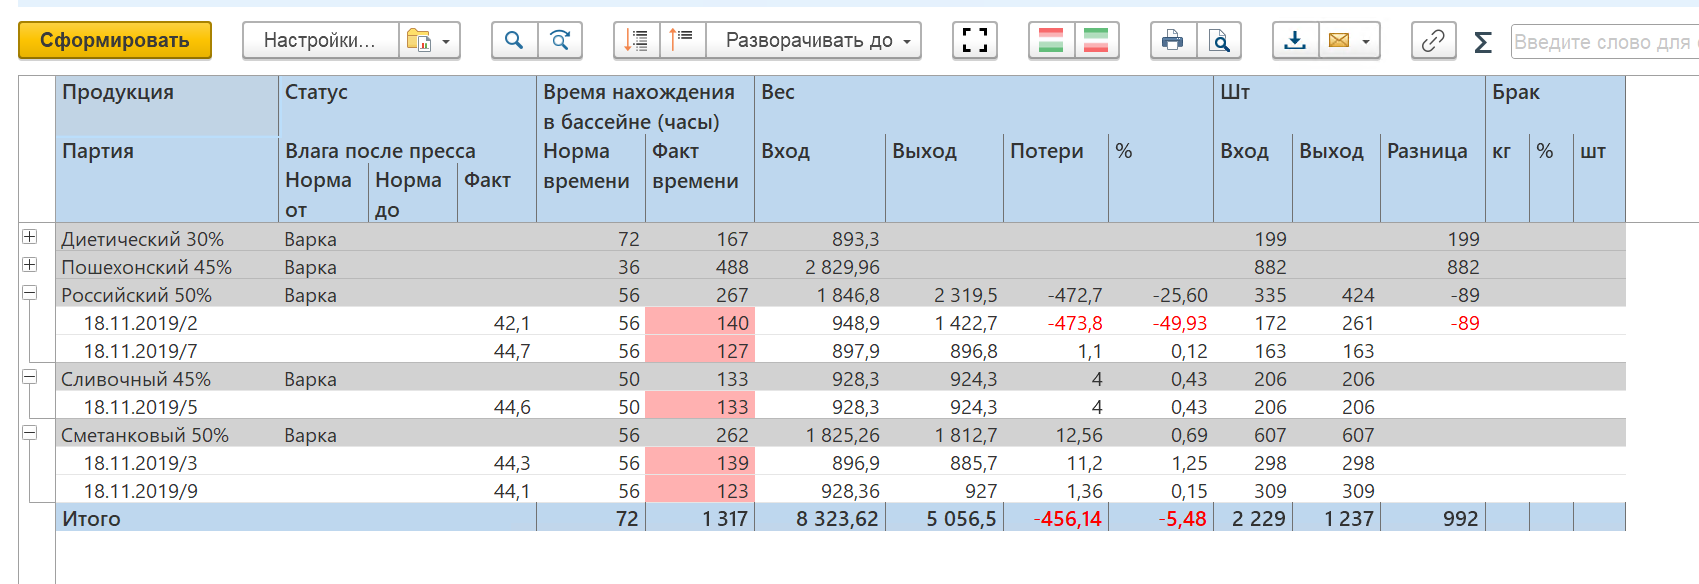 Сформировать Настройки... Разворачивать до Σ Введите слово для
Продукция Статус Время нахождения в бассейне (часы) Вес Шт Брак
Партия Влага после пресса Норма времени Факт времени Вход Выход Потери % Вход Выход Разница кг % шт
Норма от Норма до Факт
Диетический 30% Варка 72 167 893,3 199 199
Пошехонский 45% Варка 36 488 2 829,96 882 882
Российский 50% Варка 56 267 1 846,8 2 319,5 -472,7 -25,60 335 424 -89
18.11.2019/2 42,1 56 140 948,9 1 422,7 -473,8 -49,93 172 261 -89
18.11.2019/7 44,7 56 127 897,9 896,8 1,1 0,12 163 163
Сливочный 45% Варка 50 133 928,3 924,3 4 0,43 206 206
18.11.2019/5 44,6 50 133 928,3 924,3 4 0,43 206 206
Сметанковый 50% Варка 56 262 1 825,26 1 812,7 12,56 0,69 607 607
18.11.2019/3 44,3 56 139 896,9 885,7 11,2 1,25 298 298
18.11.2019/9 44,1 56 123 928,36 927 1,36 0,15 309 309
Итого 72 1 317 8 323,62 5 056,5 -456,14 -5,48 2 229 1 237 992